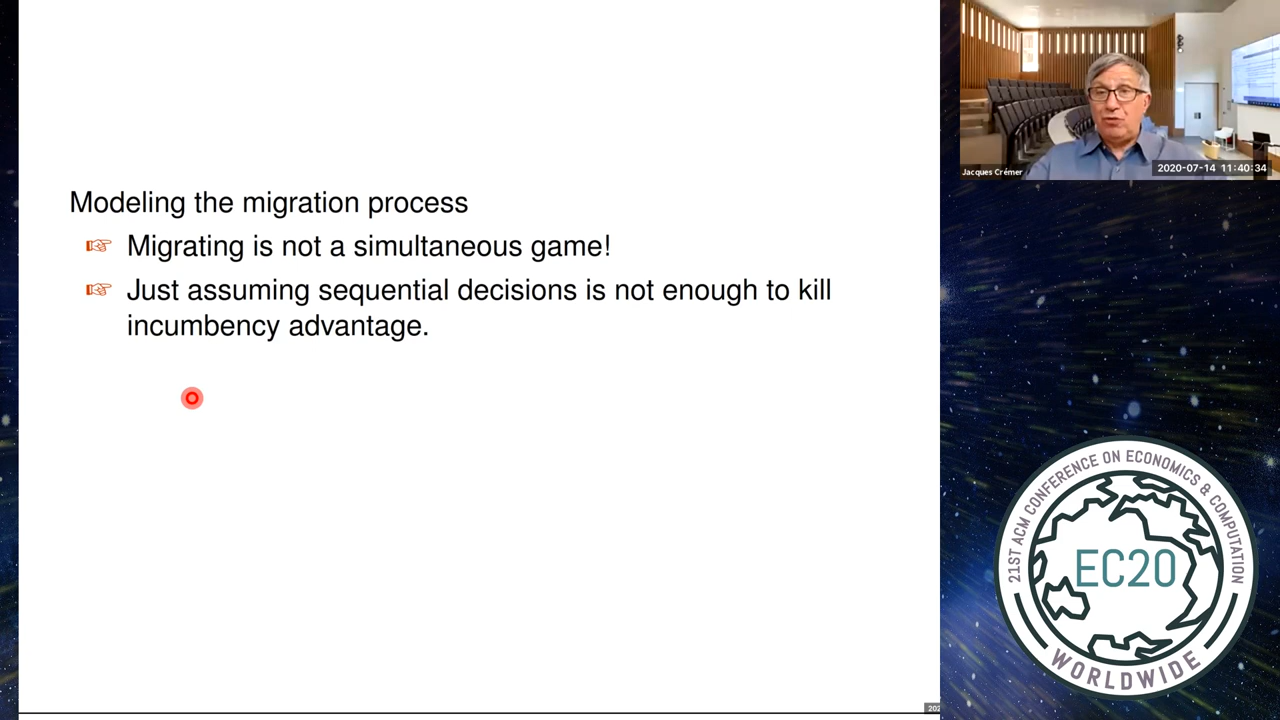 Modeling the migration process
Migrating is not a simultaneous game!
Just assuming sequential decisions is not enough to kill
incumbency advantage.
Jacques Crémer
2020-07-14 11:40:34
21ST ACM CONFERENCE ON ECONOMICS & COMPUTATION
EC20
WORLDWIDE